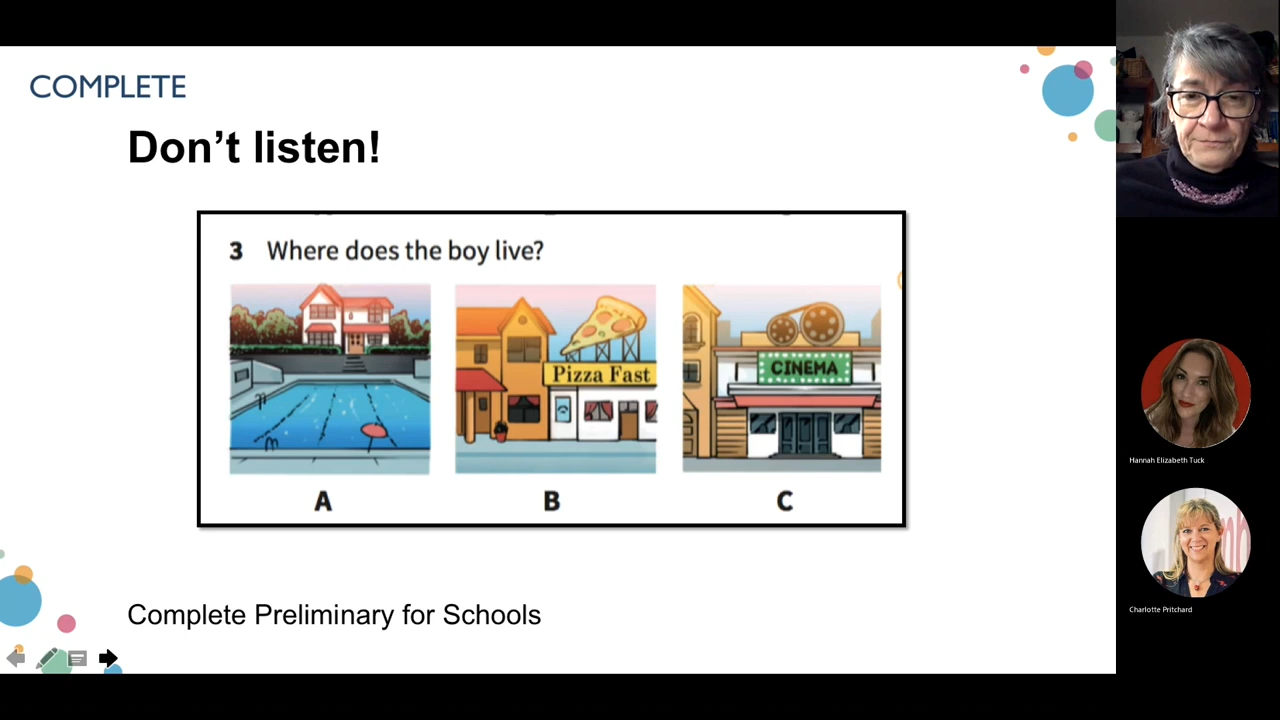 COMPLETE
Don't listen!
3 Where does the boy live?
Pizza Fast
CINEMA
A B C
Complete Preliminary for Schools
Hannah Elizabeth Tuck
Charlotte Pritchard